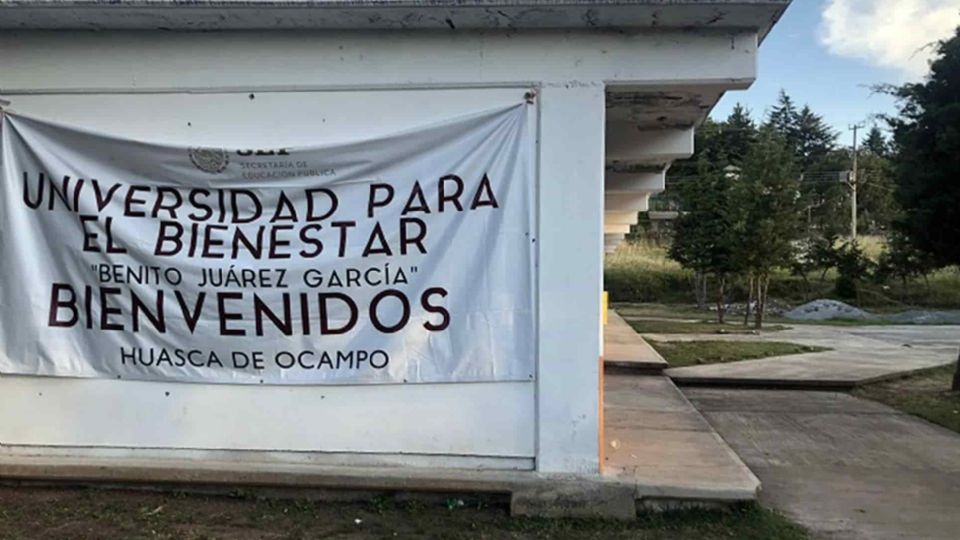 SEP
SECRETARÍA DE
EDUCACIÓN PÚBLICA
UNIVERSIDAD PARA
EL BIENESTAR
"BENITO JUÁREZ GARCÍA"
BIENVENIDOS
HUASCA DE OCAMPO